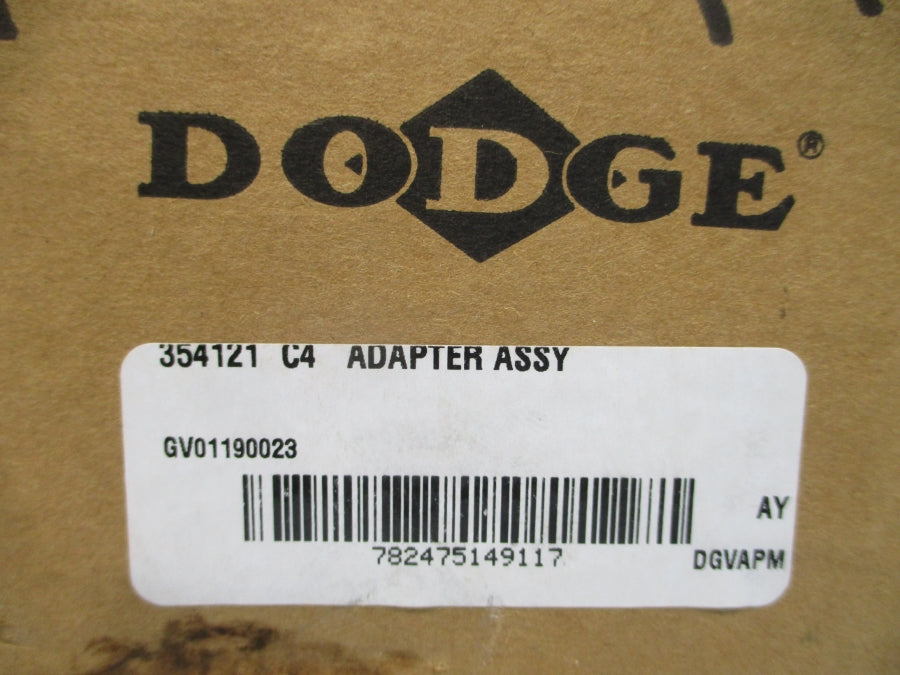 DODGE®
354121 C4 ADAPTER ASSY
GV01190023
AY
782475149117
DGVAPM